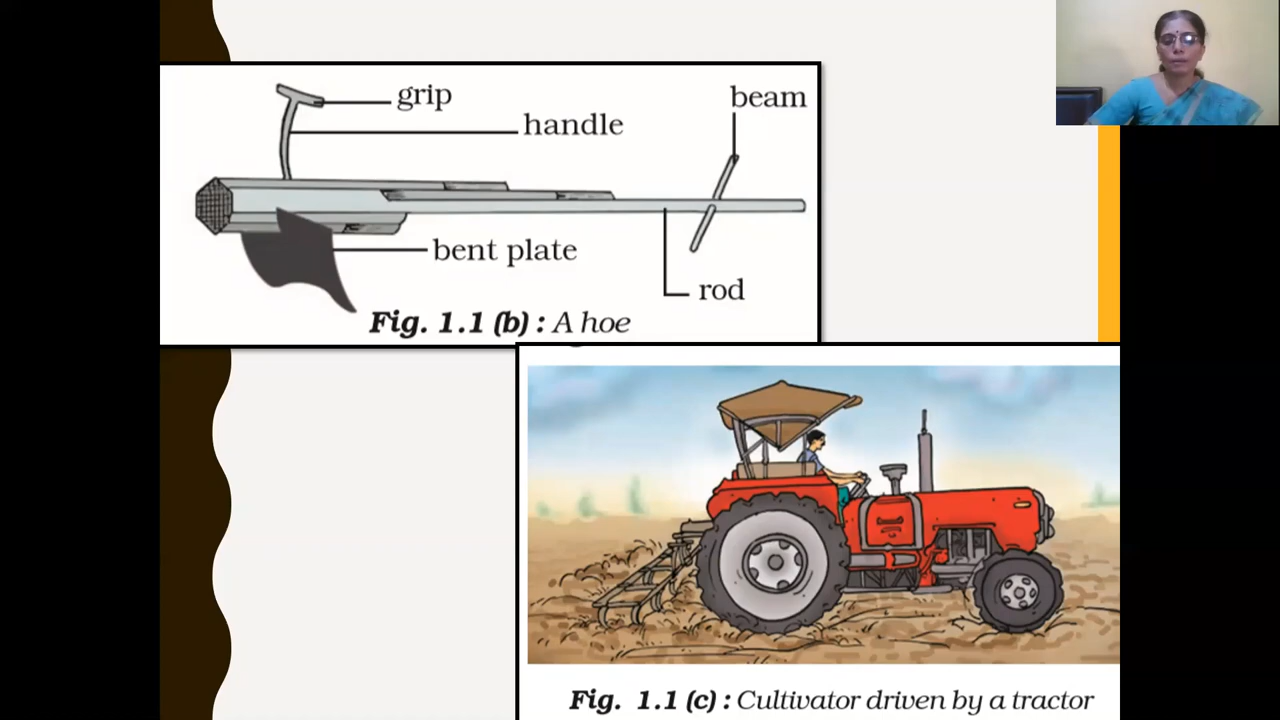 grip
beam
handle
bent plate
rod
Fig. 1.1 (b) : A hoe
Fig. 1.1 (c) : Cultivator driven by a tractor